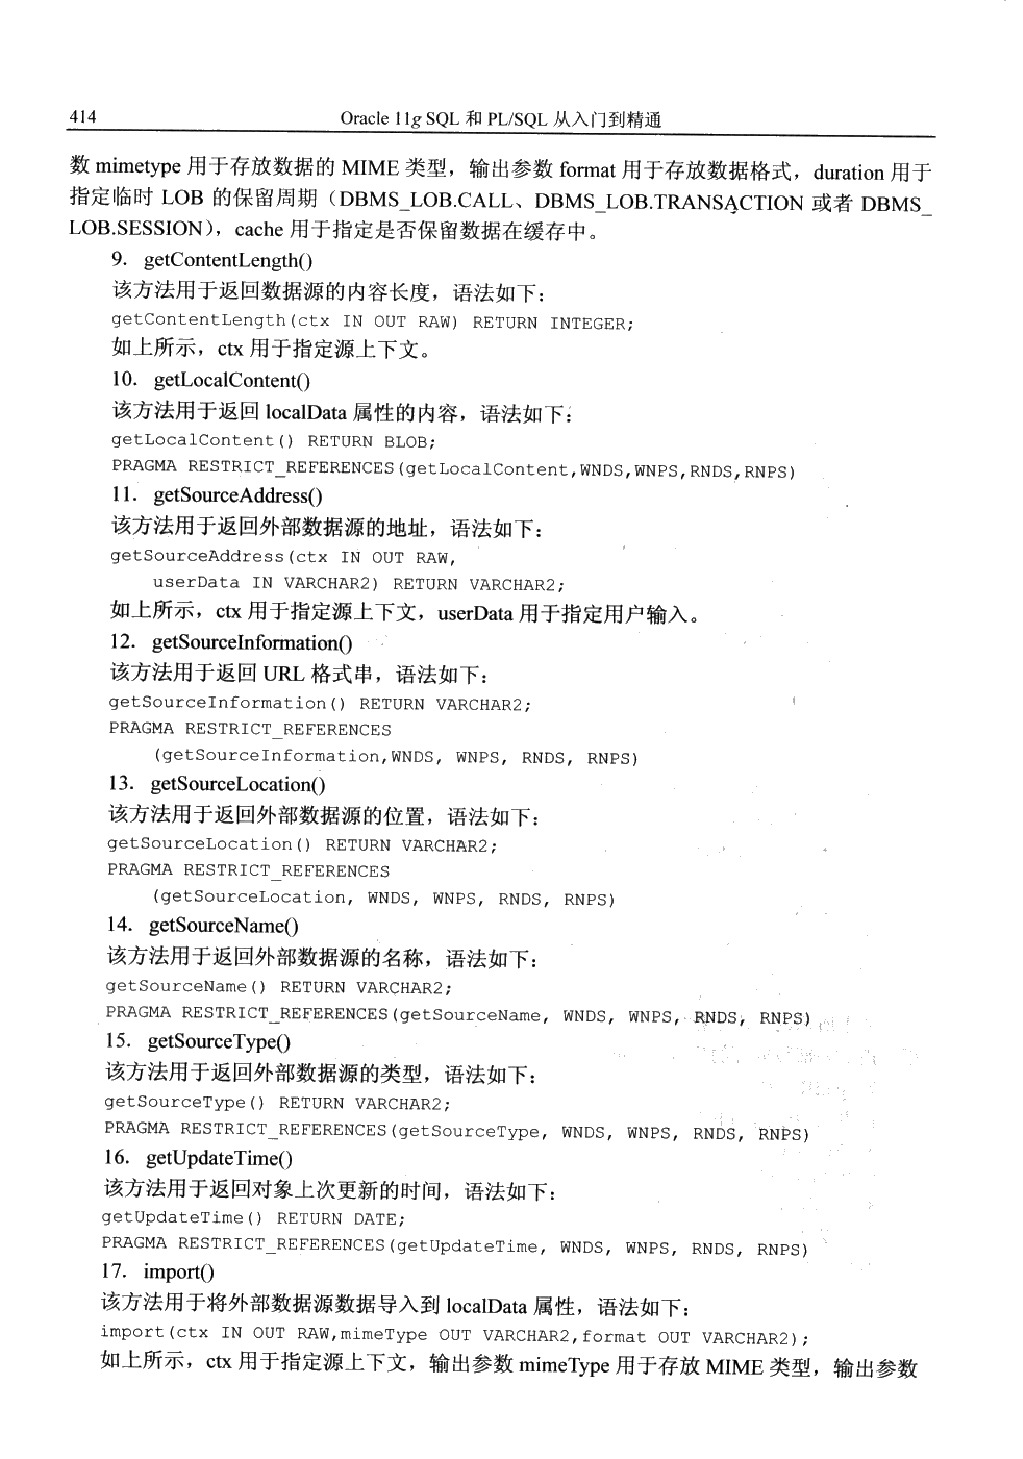 414
Oracle 11g SQL 和 PL/SQL 从入门到精通
数 mimetype 用于存放数据的 MIME 类型，输出参数 format 用于存放数据格式，duration 用于
指定临时 LOB 的保留周期（DBMS_LOB.CALL、DBMS_LOB.TRANSACTION 或者 DBMS_
LOB.SESSION），cache 用于指定是否保留数据在缓存中。
9．getContentLength()
该方法用于返回数据源的内容长度，语法如下：
getContentLength(ctx IN OUT RAW) RETURN INTEGER;
如上所示，ctx 用于指定源上下文。
10．getLocalContent()
该方法用于返回 localData 属性的内容，语法如下：
getLocalContent() RETURN BLOB;
PRAGMA RESTRICT_REFERENCES(getLocalContent,WNDS,WNPS,RNDS,RNPS)
11．getSourceAddress()
该方法用于返回外部数据源的地址，语法如下：
getSourceAddress(ctx IN OUT RAW,
userData IN VARCHAR2) RETURN VARCHAR2;
如上所示，ctx 用于指定源上下文，userData 用于指定用户输入。
12．getSourceInformation()
该方法用于返回 URL 格式串，语法如下：
getSourceInformation() RETURN VARCHAR2;
PRAGMA RESTRICT_REFERENCES
(getSourceInformation,WNDS, WNPS, RNDS, RNPS)
13．getSourceLocation()
该方法用于返回外部数据源的位置，语法如下：
getSourceLocation() RETURN VARCHAR2;
PRAGMA RESTRICT_REFERENCES
(getSourceLocation, WNDS, WNPS, RNDS, RNPS)
14．getSourceName()
该方法用于返回外部数据源的名称，语法如下：
getSourceName() RETURN VARCHAR2;
PRAGMA RESTRICT_REFERENCES(getSourceName, WNDS, WNPS, RNDS, RNPS)
15．getSourceType()
该方法用于返回外部数据源的类型，语法如下：
getSourceType() RETURN VARCHAR2;
PRAGMA RESTRICT_REFERENCES(getSourceType, WNDS, WNPS, RNDS, RNPS)
16．getUpdateTime()
该方法用于返回对象上次更新的时间，语法如下：
getUpdateTime() RETURN DATE;
PRAGMA RESTRICT_REFERENCES(getUpdateTime, WNDS, WNPS, RNDS, RNPS)
17．import()
该方法用于将外部数据源数据导入到 localData 属性，语法如下：
import(ctx IN OUT RAW,mimeType OUT VARCHAR2,format OUT VARCHAR2);
如上所示，ctx 用于指定源上下文，输出参数 mimeType 用于存放 MIME 类型，输出参数